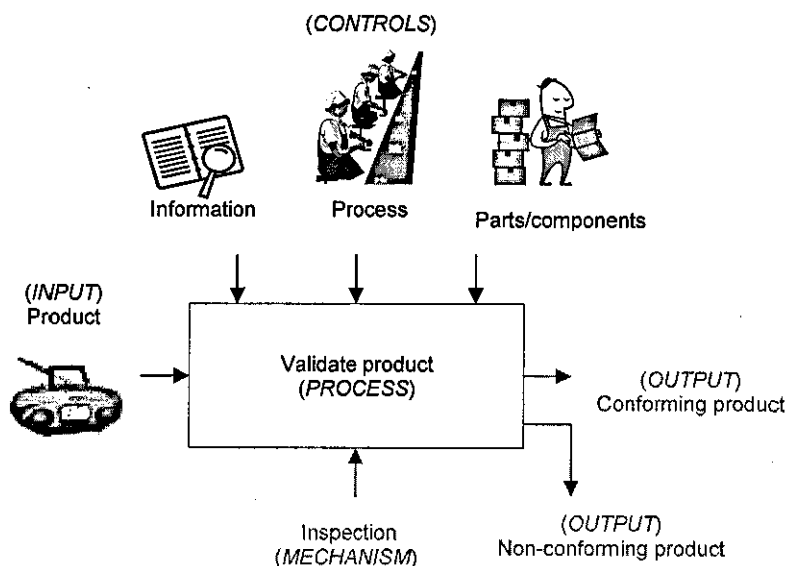 (CONTROLS)
Information
Process
Parts/components
(INPUT)
Product
Validate product
(PROCESS)
(OUTPUT)
Conforming product
Inspection
(MECHANISM)
(OUTPUT)
Non-conforming product